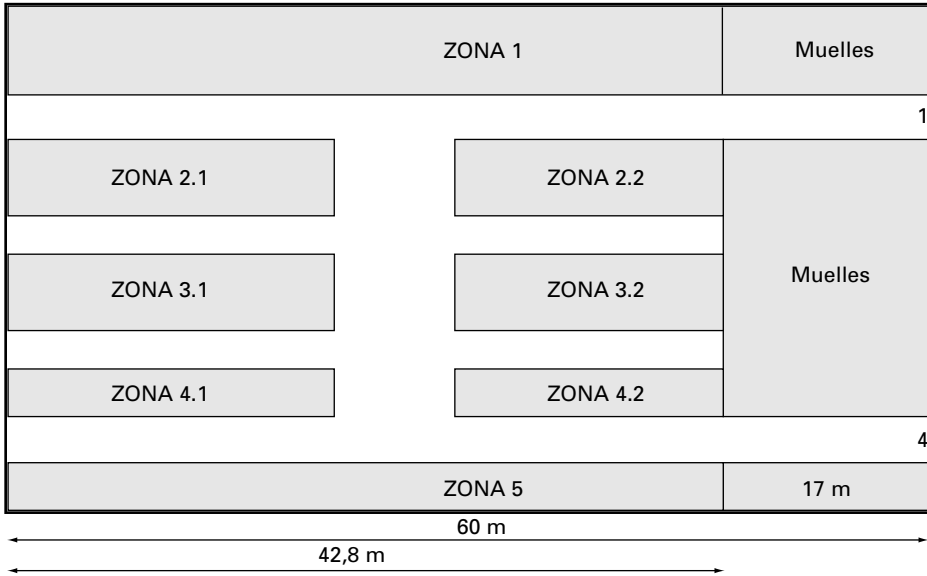 ZONA 1
Muelles
1
ZONA 2.1
ZONA 2.2
ZONA 3.1
ZONA 3.2
Muelles
ZONA 4.1
ZONA 4.2
4
ZONA 5
17 m
60 m
42,8 m